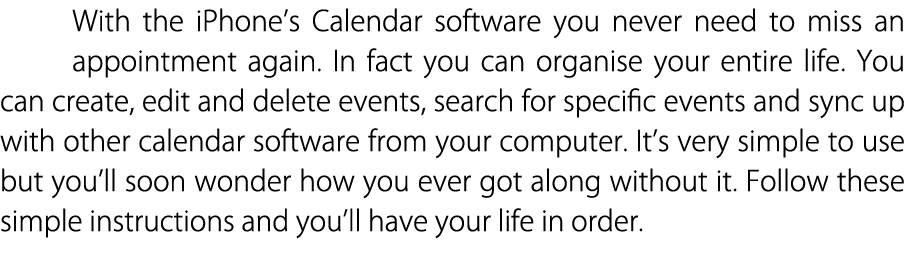 With the iPhone’s Calendar software you never need to miss an
appointment again. In fact you can organise your entire life. You
can create, edit and delete events, search for specific events and sync up
with other calendar software from your computer. It’s very simple to use
but you’ll soon wonder how you ever got along without it. Follow these
simple instructions and you’ll have your life in order.